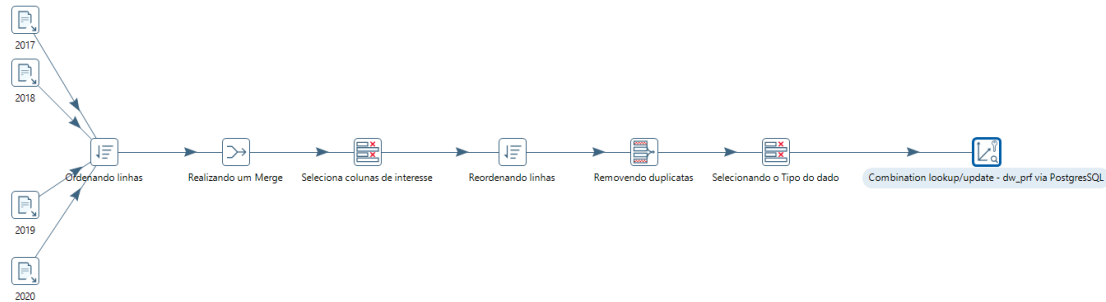 2017
2018
Ordenando linhas
Realizando um Merge
Seleciona colunas de interesse
Reordenando linhas
Removendo duplicatas
Selecionando o Tipo do dado
Combination lookup/update - dw_prf via PostgresSQL
2019
2020